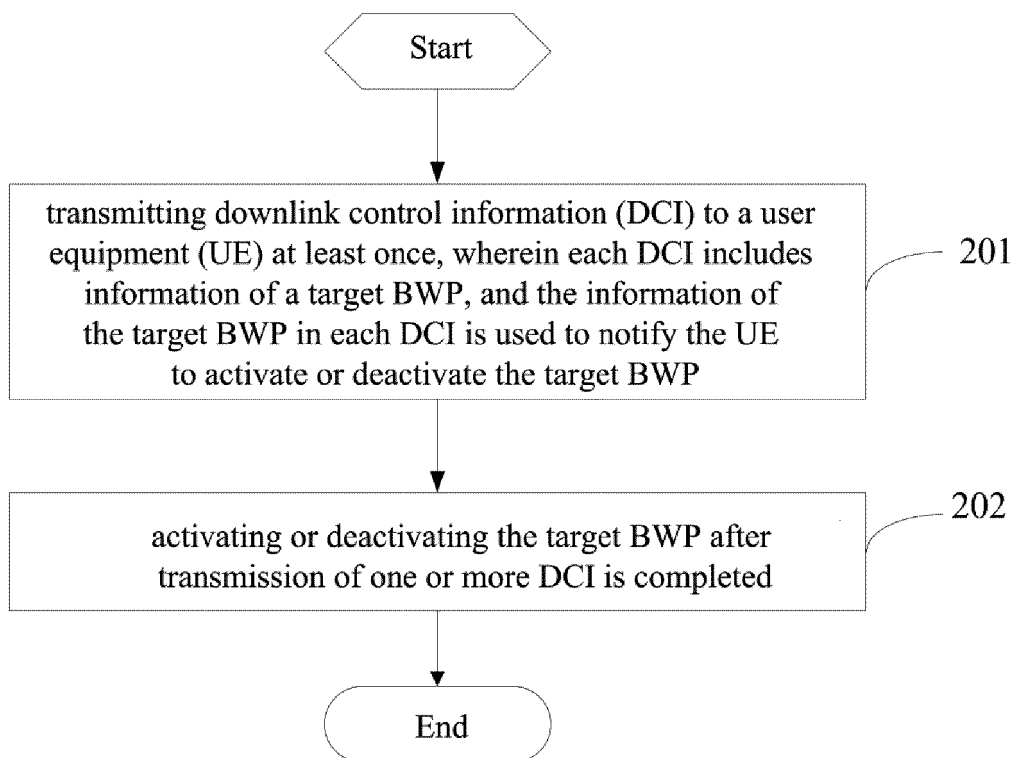 Start
transmitting downlink control information (DCI) to a user
equipment (UE) at least once, wherein each DCI includes
information of a target BWP, and the information of
the target BWP in each DCI is used to notify the UE
to activate or deactivate the target BWP
201
activating or deactivating the target BWP after
transmission of one or more DCI is completed
202
End